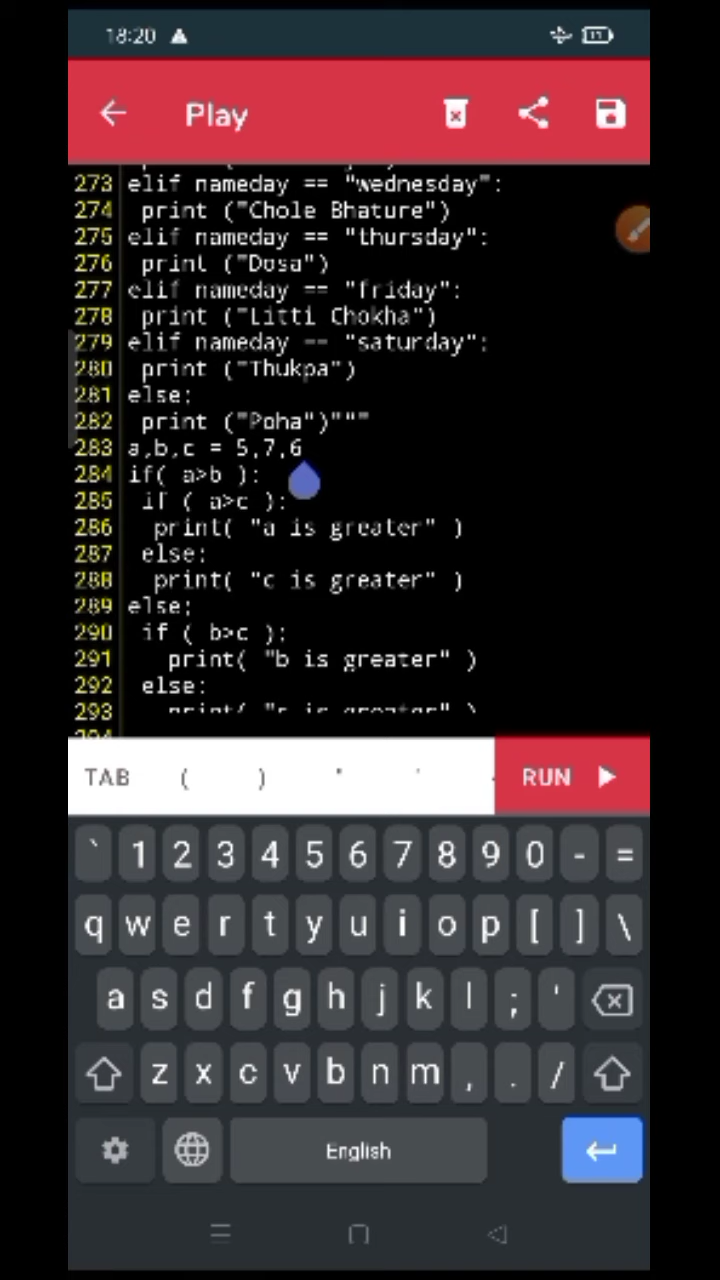 18:20
11
Play
273 elif nameday == "wednesday":
274 print ("Chole Bhature")
275 elif nameday == "thursday":
276 print ("Dosa")
277 elif nameday == "friday":
278 print ("Litti Chokha")
279 elif nameday == "saturday":
280 print ("Thukpa")
281 else:
282 print ("Poha")"""
283 a,b,c = 5,7,6
284 if( a>b ):
285 if ( a>c ):
286 print( "a is greater" )
287 else:
288 print( "c is greater" )
289 else:
290 if ( b>c ):
291 print( "b is greater" )
292 else:
293 print( "c is greater" )
TAB ( ) " ' RUN
` 1 2 3 4 5 6 7 8 9 0 - =
q w e r t y u i o p [ ] \
a s d f g h j k l ; '
z x c v b n m , . /
English